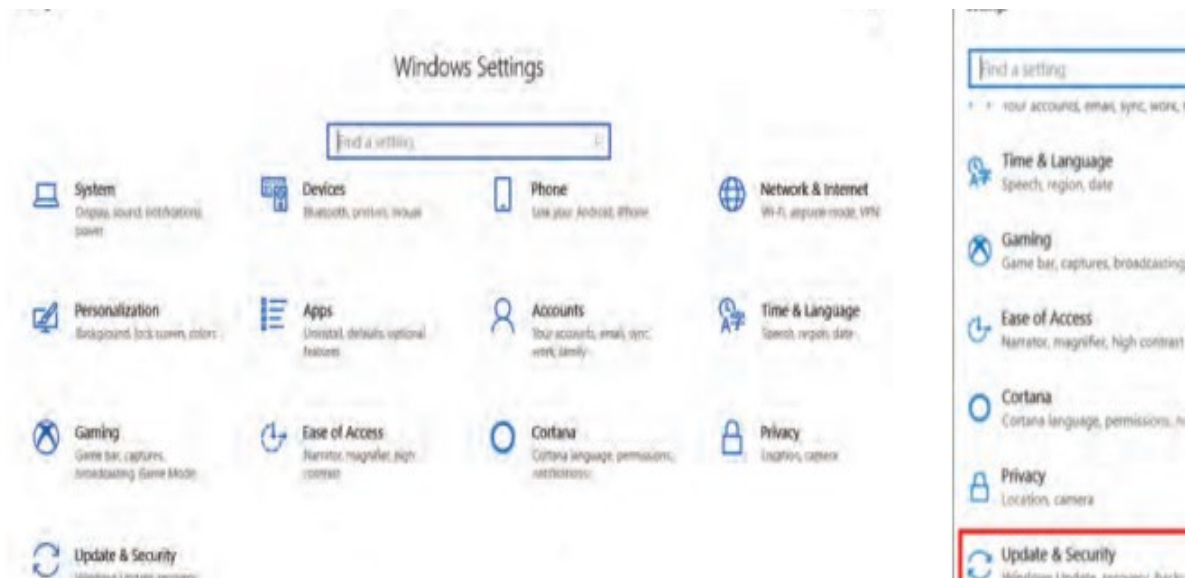 Windows Settings
Find a setting
System
Display, sound, notifications,
power
Devices
Bluetooth, printers, mouse
Phone
Link your Android, iPhone
Network & Internet
Wi-Fi, airplane mode, VPN
Personalization
Background, lock screen, colors
Apps
Uninstall, defaults, optional
features
Accounts
Your accounts, email, sync,
work, family
Time & Language
Speech, region, date
Gaming
Game bar, captures,
broadcasting, Game Mode
Ease of Access
Narrator, magnifier, high
contrast
Cortana
Cortana language, permissions,
notifications
Privacy
Location, camera
Update & Security
Windows Update, recovery,
Find a setting
Your accounts, email, sync, work,
Time & Language
Speech, region, date
Gaming
Game bar, captures, broadcasting
Ease of Access
Narrator, magnifier, high contrast
Cortana
Cortana language, permissions,
Privacy
Location, camera
Update & Security
Windows Update, recovery,